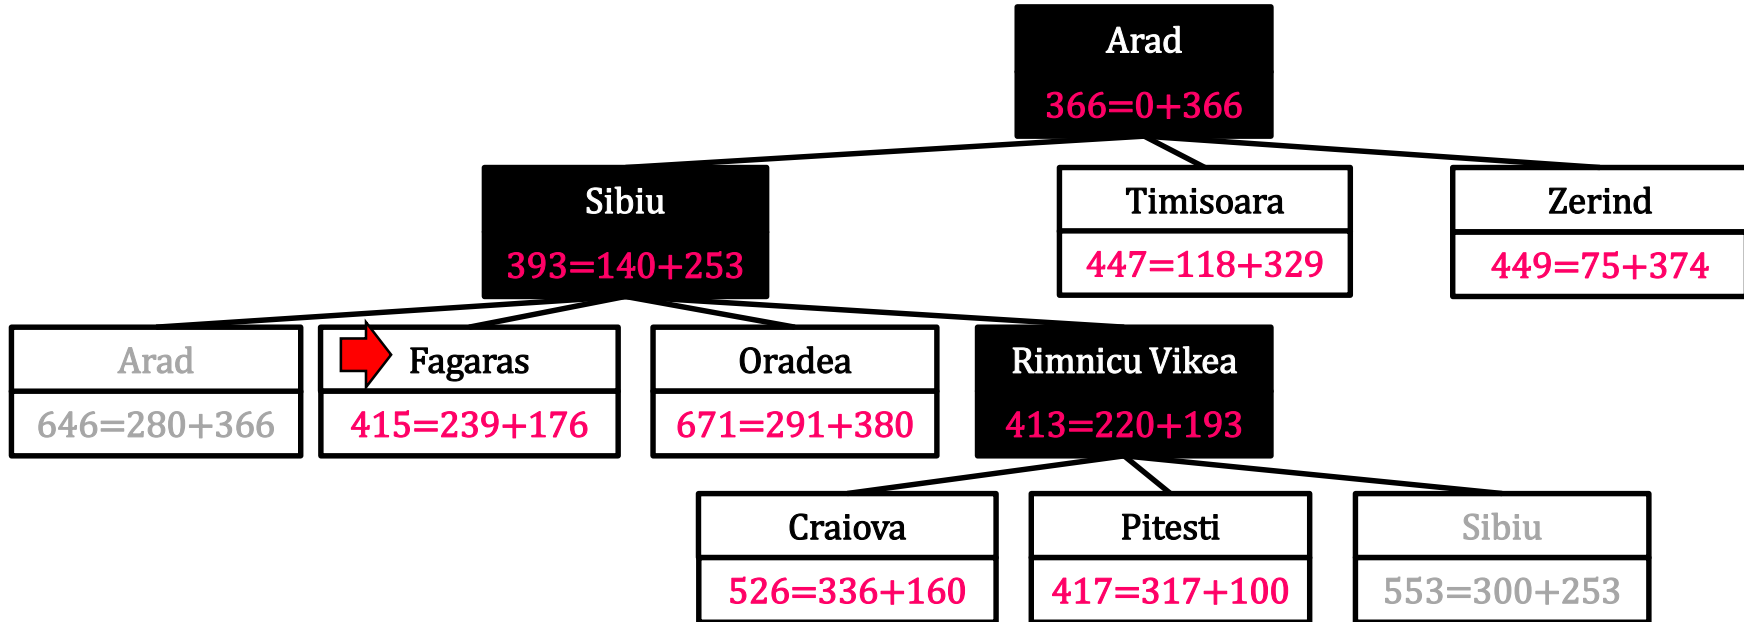 Arad
366=0+366
Sibiu
393=140+253
Timisoara
447=118+329
Zerind
449=75+374
Arad
646=280+366
Fagaras
415=239+176
Oradea
671=291+380
Rimnicu Vikea
413=220+193
Craiova
526=336+160
Pitesti
417=317+100
Sibiu
553=300+253